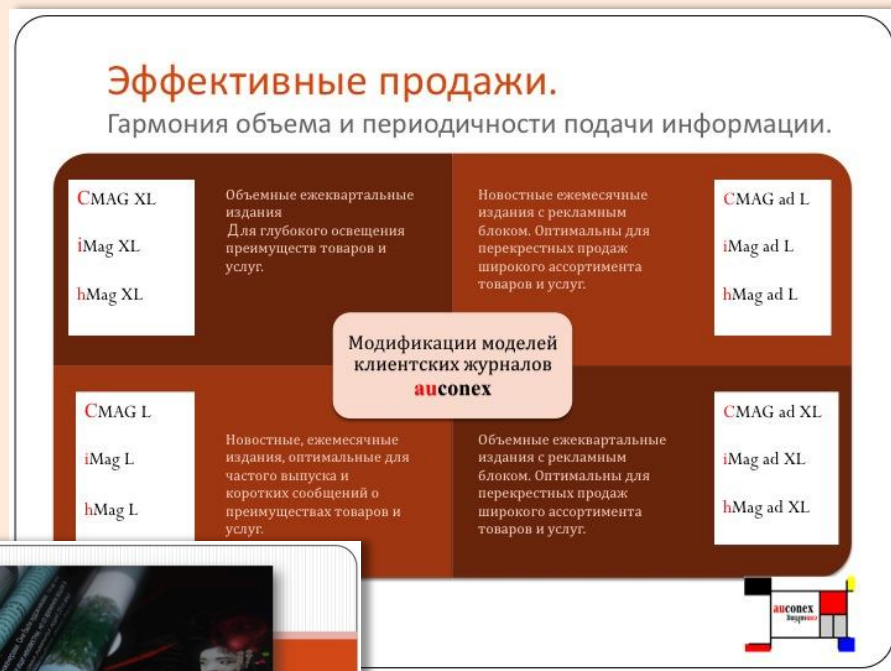 Эффективные продажи.
Гармония объема и периодичности подачи информации.
CMAG XL
iMag XL
hMag XL
Объемные ежеквартальные
издания
Для глубокого освещения
преимуществ товаров и
услуг.
Новостные ежемесячные
издания с рекламным
блоком. Оптимальны для
перекрестных продаж
широкого ассортимента
товаров и услуг.
CMAG ad L
iMag ad L
hMag ad L
Модификации моделей
клиентских журналов
auconex
CMAG L
iMag L
hMag L
Новостные, ежемесячные
издания, оптимальные для
частого выпуска и
коротких сообщений о
преимуществах товаров и
услуг.
Объемные ежеквартальные
издания с рекламным
блоком. Оптимальны для
перекрестных продаж
широкого ассортимента
товаров и услуг.
CMAG ad XL
iMag ad XL
hMag ad XL
auconex